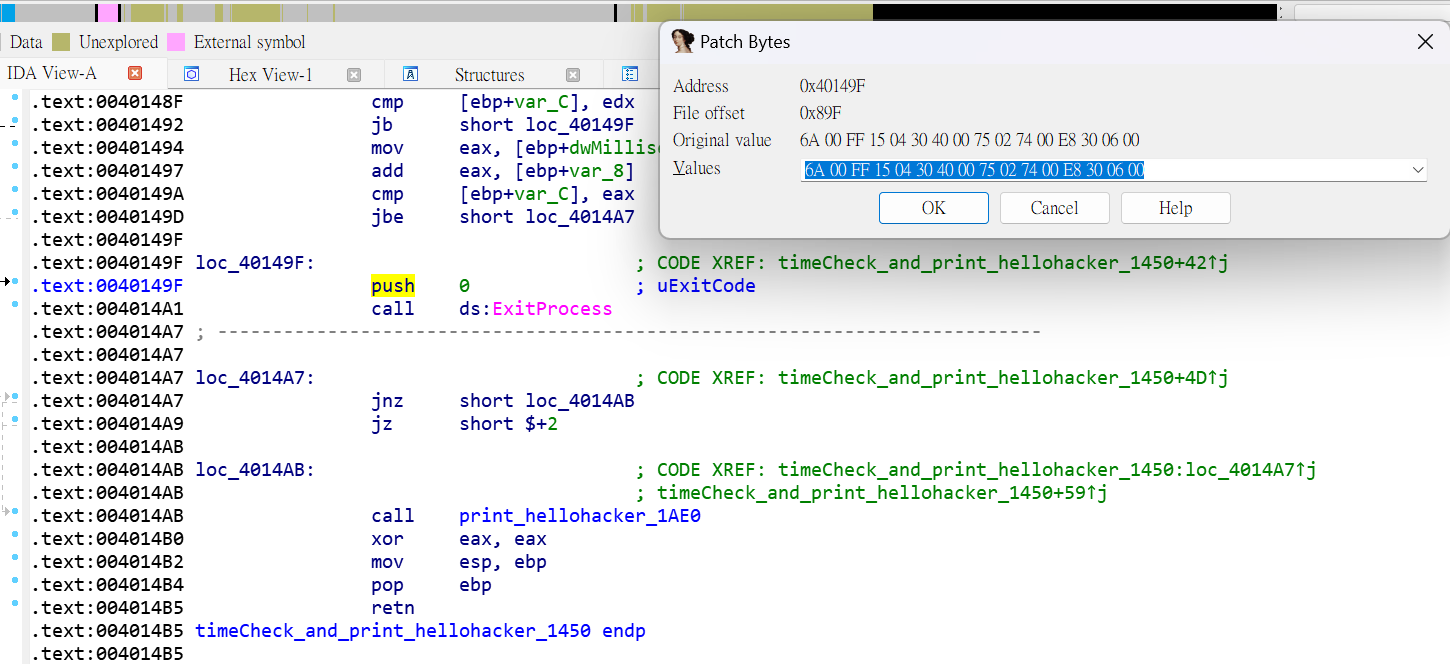 Data Unexplored External symbol
IDA View-A Hex View-1 Structures
Patch Bytes
Address 0x40149F
File offset 0x89F
Original value 6A 00 FF 15 04 30 40 00 75 02 74 00 E8 30 06 00
Values 6A 00 FF 15 04 30 40 00 75 02 74 00 E8 30 06 00
OK Cancel Help
.text:0040148F cmp [ebp+var_C], edx
.text:00401492 jb short loc_40149F
.text:00401494 mov eax, [ebp+dwMillise
.text:00401497 add eax, [ebp+var_8]
.text:0040149A cmp [ebp+var_C], eax
.text:0040149D jbe short loc_4014A7
.text:0040149F
.text:0040149F loc_40149F: ; CODE XREF: timeCheck_and_print_hellohacker_1450+42↑j
.text:0040149F push 0 ; uExitCode
.text:004014A1 call ds:ExitProcess
.text:004014A7 ; ---------------------------------------------------------------------------
.text:004014A7
.text:004014A7 loc_4014A7: ; CODE XREF: timeCheck_and_print_hellohacker_1450+4D↑j
.text:004014A7 jnz short loc_4014AB
.text:004014A9 jz short $+2
.text:004014AB
.text:004014AB loc_4014AB: ; CODE XREF: timeCheck_and_print_hellohacker_1450:loc_4014A7↑j
.text:004014AB ; timeCheck_and_print_hellohacker_1450+59↑j
.text:004014AB call print_hellohacker_1AE0
.text:004014B0 xor eax, eax
.text:004014B2 mov esp, ebp
.text:004014B4 pop ebp
.text:004014B5 retn
.text:004014B5 timeCheck_and_print_hellohacker_1450 endp
.text:004014B5